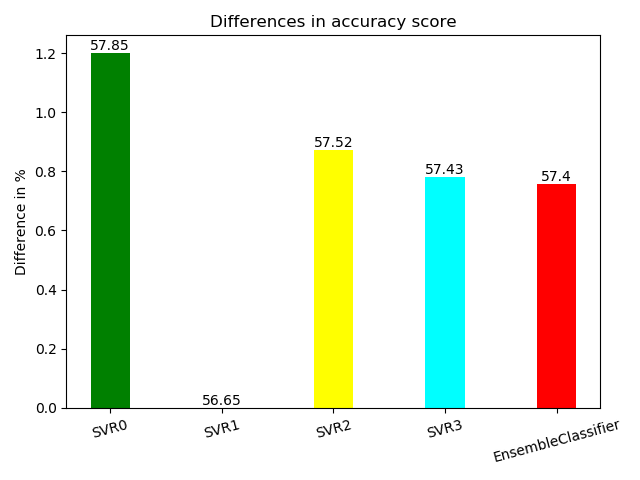 Differences in accuracy score
Difference in %
1.2
1.0
0.8
0.6
0.4
0.2
0.0
57.85
56.65
57.52
57.43
57.4
SVR0
SVR1
SVR2
SVR3
EnsembleClassifier